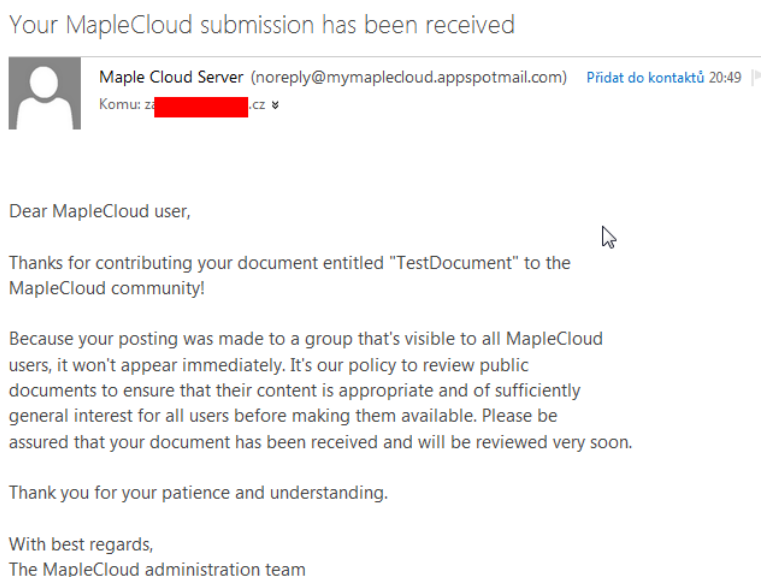 Your MapleCloud submission has been received
Maple Cloud Server (noreply@mymaplecloud.appspotmail.com) Přidat do kontaktů 20:49
Komu: za .cz
Dear MapleCloud user,
Thanks for contributing your document entitled "TestDocument" to the
MapleCloud community!
Because your posting was made to a group that's visible to all MapleCloud
users, it won't appear immediately. It's our policy to review public
documents to ensure that their content is appropriate and of sufficiently
general interest for all users before making them available. Please be
assured that your document has been received and will be reviewed very soon.
Thank you for your patience and understanding.
With best regards,
The MapleCloud administration team